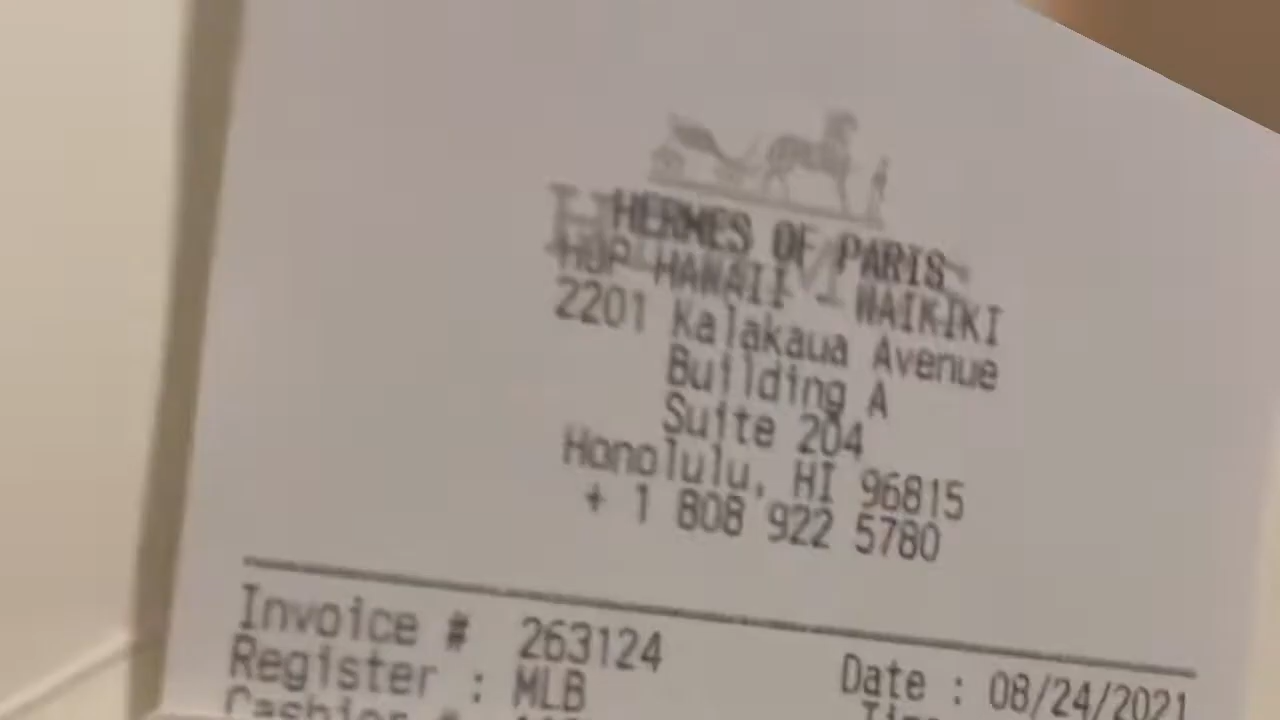 HERMES OF PARIS
HOP HAWAII - WAIKIKI
2201 Kalakaua Avenue
Building A
Suite 204
Honolulu, HI 96815
+ 1 808 922 5780
Invoice # 263124
Register : MLB
Date : 08/24/2021
Cashier #